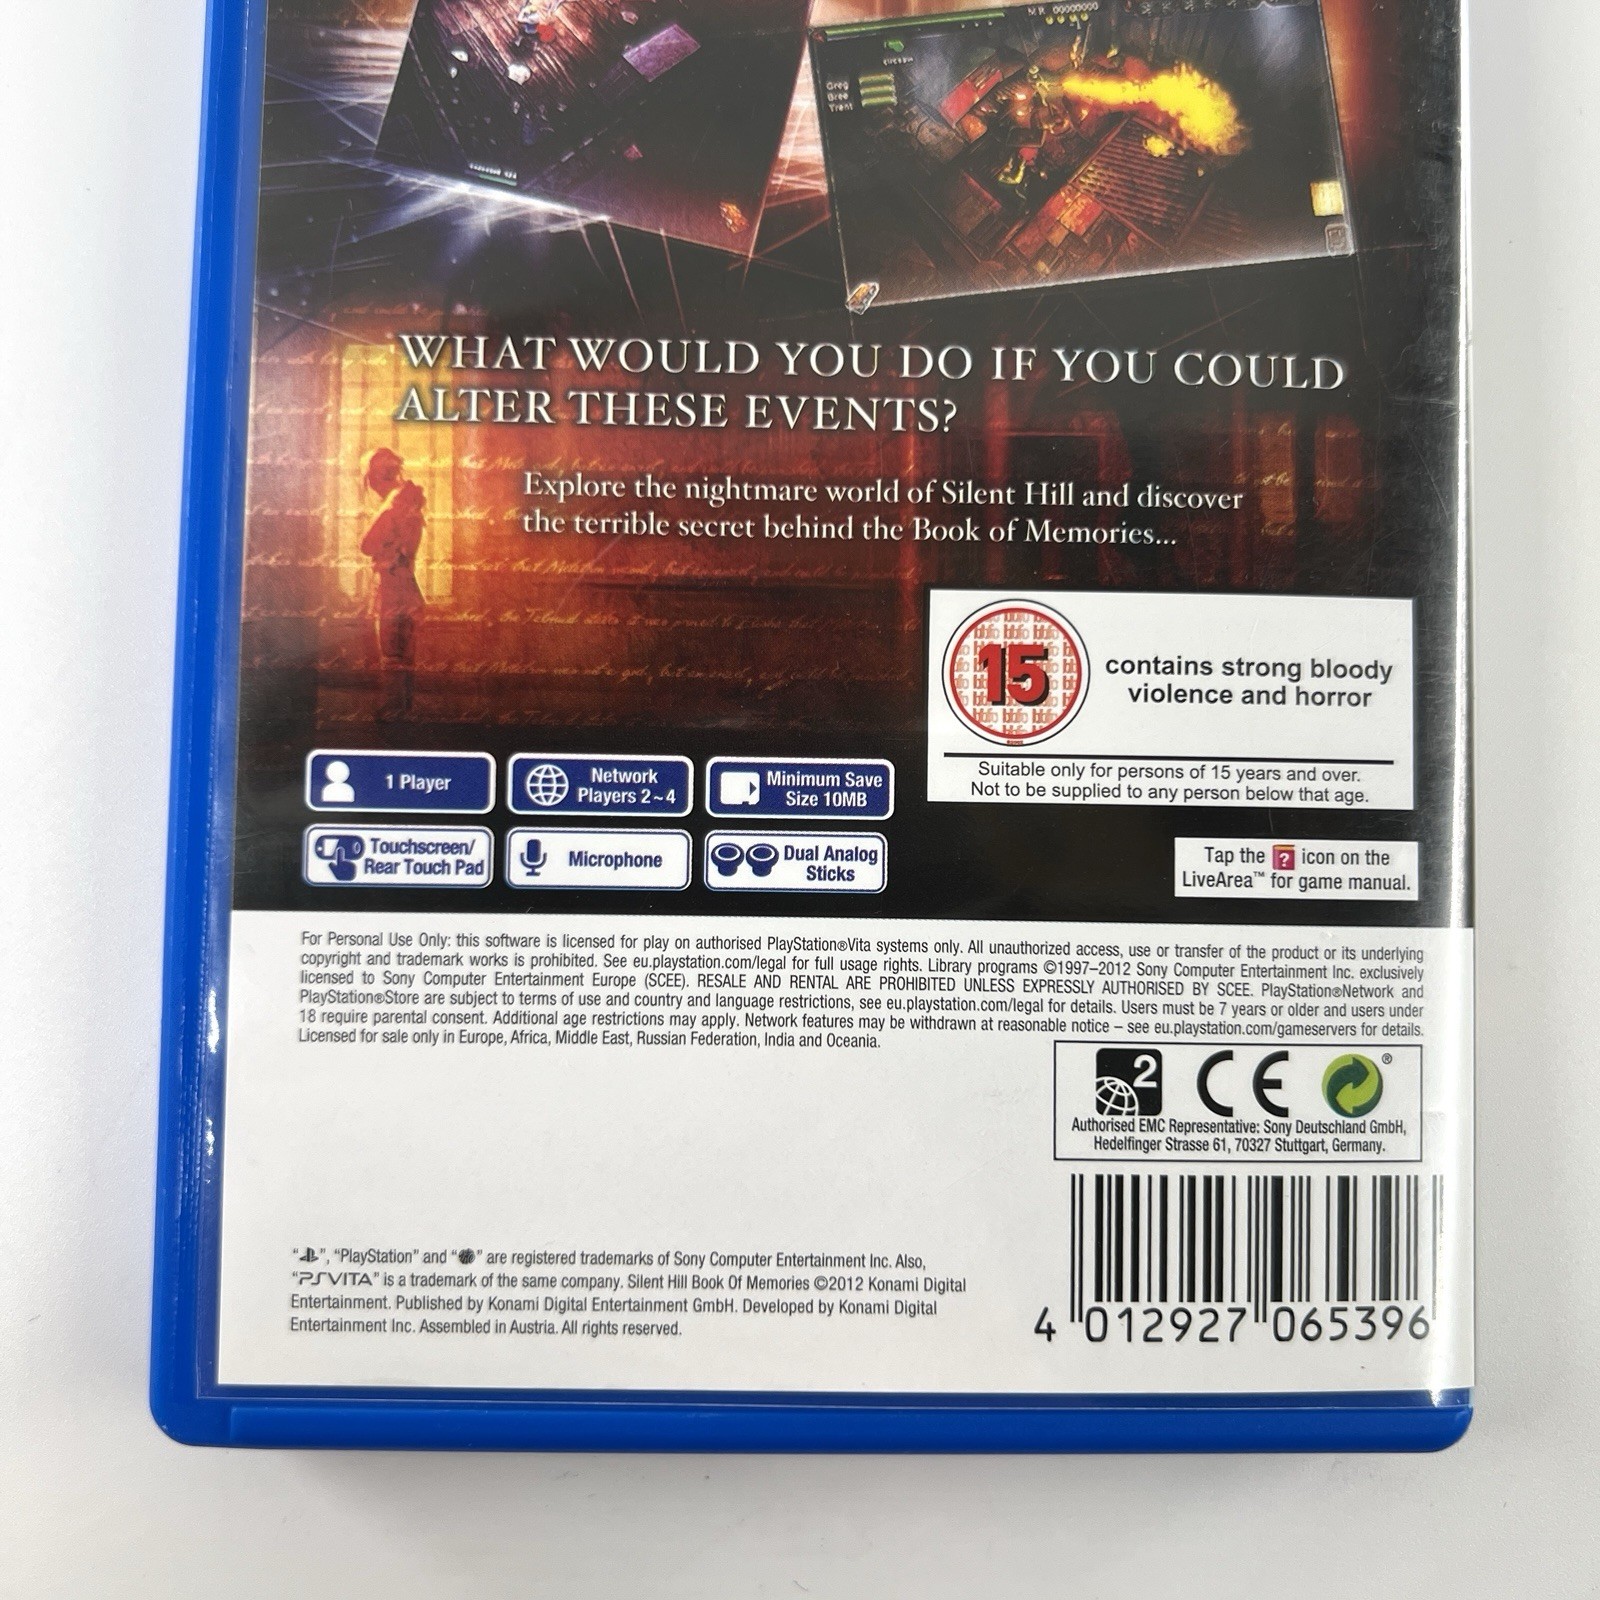 MR 00000000
Greg
Bree
Trent
WHAT WOULD YOU DO IF YOU COULD
ALTER THESE EVENTS?
Explore the nightmare world of Silent Hill and discover
the terrible secret behind the Book of Memories...
15
contains strong bloody
violence and horror
Suitable only for persons of 15 years and over.
Not to be supplied to any person below that age.
1 Player
Network
Players 2~4
Minimum Save
Size 10MB
Touchscreen/
Rear Touch Pad
Microphone
Dual Analog
Sticks
Tap the ? icon on the
LiveArea™ for game manual.
For Personal Use Only: this software is licensed for play on authorised PlayStation®Vita systems only. All unauthorized access, use or transfer of the product or its underlying
copyright and trademark works is prohibited. See eu.playstation.com/legal for full usage rights. Library programs ©1997–2012 Sony Computer Entertainment Inc. exclusively
licensed to Sony Computer Entertainment Europe (SCEE). RESALE AND RENTAL ARE PROHIBITED UNLESS EXPRESSLY AUTHORISED BY SCEE. PlayStation®Network and
PlayStation®Store are subject to terms of use and country and language restrictions, see eu.playstation.com/legal for details. Users must be 7 years or older and users under
18 require parental consent. Additional age restrictions may apply. Network features may be withdrawn at reasonable notice – see eu.playstation.com/gameservers for details.
Licensed for sale only in Europe, Africa, Middle East, Russian Federation, India and Oceania.
2 CE ®
Authorised EMC Representative: Sony Deutschland GmbH,
Hedelfinger Strasse 61, 70327 Stuttgart, Germany.
“ ”, “PlayStation” and “ ” are registered trademarks of Sony Computer Entertainment Inc. Also,
“PSVITA” is a trademark of the same company. Silent Hill Book Of Memories ©2012 Konami Digital
Entertainment. Published by Konami Digital Entertainment GmbH. Developed by Konami Digital
Entertainment Inc. Assembled in Austria. All rights reserved.
4 012927 065396